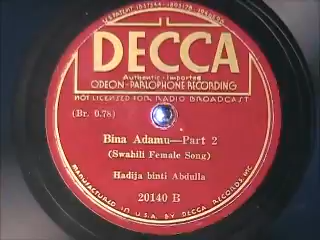 DECCA
Authentic - Imported
ODEON-PARLOPHONE RECORDING
NOT LICENSED FOR RADIO BROADCAST
(Br. 0.78)
Bina Adamu—Part 2
(Swahili Female Song)
Hadija binti Abdulla
20140 B
MANUFACTURED IN U.S.A. BY DECCA RECORDS, INC.